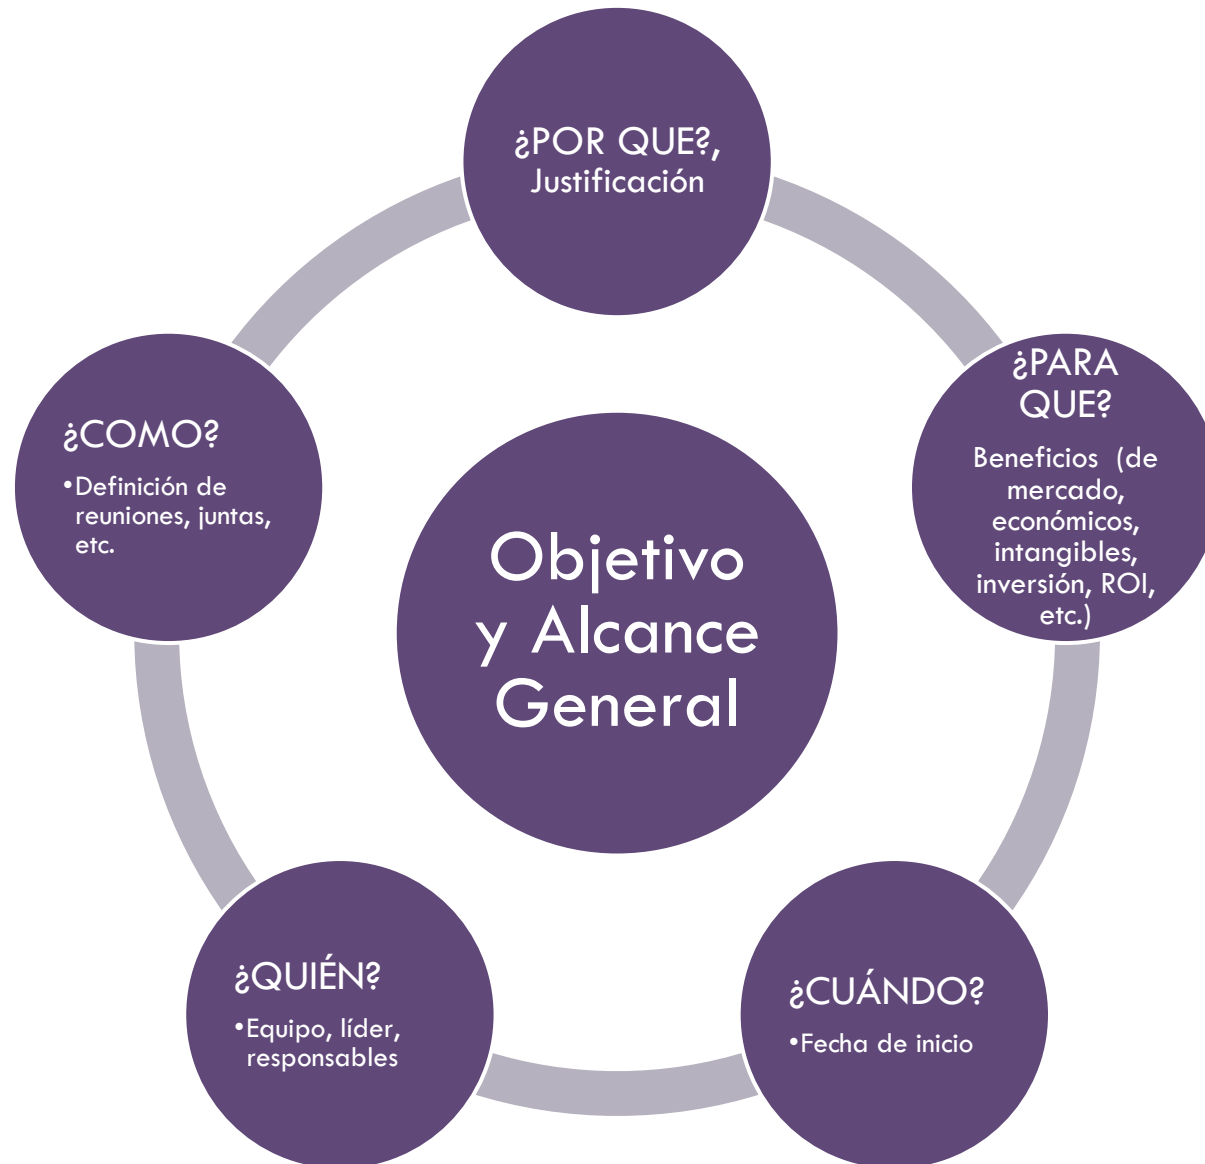 ¿POR QUE?,
Justificación
¿PARA
QUE?
Beneficios (de
mercado,
económicos,
intangibles,
inversión, ROI,
etc.)
¿CUÁNDO?
•Fecha de inicio
¿QUIÉN?
•Equipo, líder,
responsables
¿COMO?
•Definición de
reuniones, juntas,
etc.
Objetivo
y Alcance
General